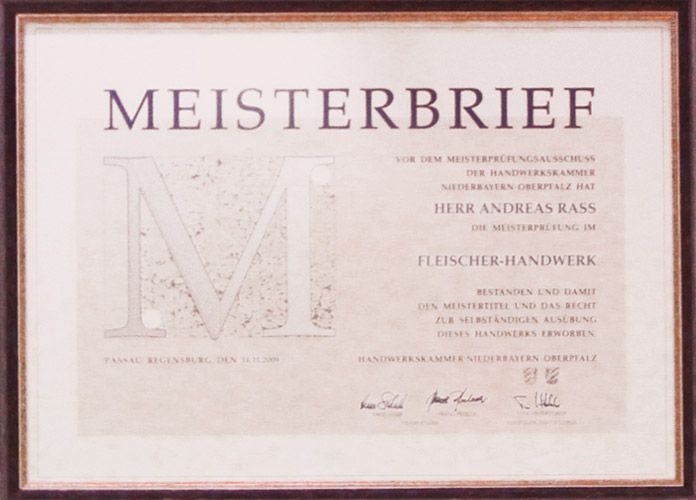 MEISTERBRIEF
VOR DEM MEISTERPRÜFUNGSAUSSCHUSS
DER HANDWERKSKAMMER
NIEDERBAYERN-OBERPFALZ HAT
HERR ANDREAS RASS
DIE MEISTERPRÜFUNG IM
FLEISCHER-HANDWERK
BESTANDEN UND DAMIT
DEN MEISTERTITEL UND DAS RECHT
ZUR SELBSTÄNDIGEN AUSÜBUNG
DIESES HANDWERKS ERWORBEN.
M
PASSAU/REGENSBURG, DEN
HANDWERKSKAMMER NIEDERBAYERN-OBERPFALZ